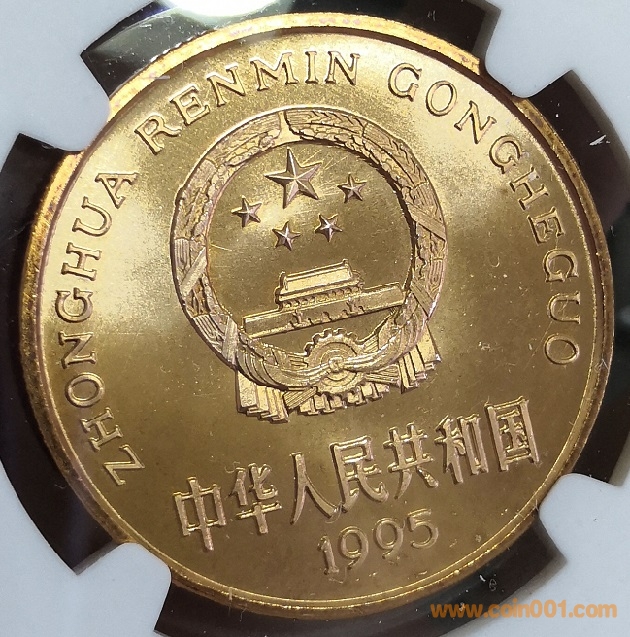 ZHONGHUA RENMIN GONGHEGUO
中华人民共和国
1995
www.coin001.com